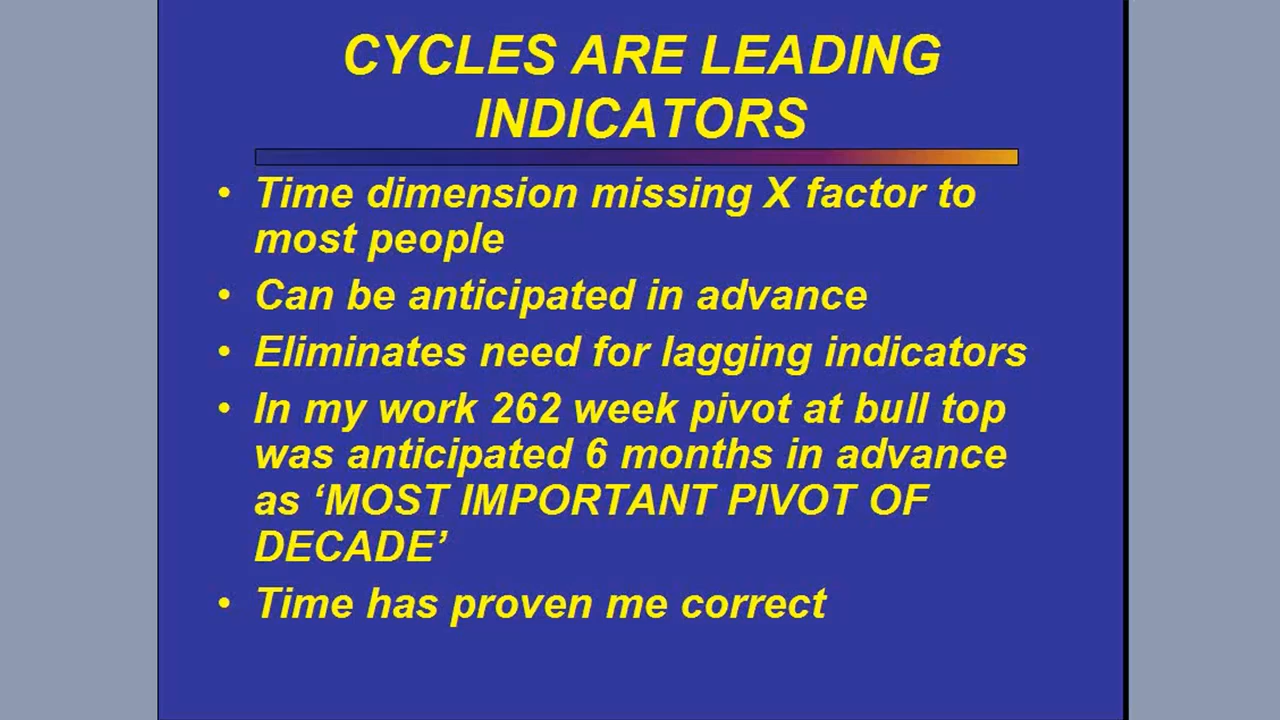 CYCLES ARE LEADING
INDICATORS
• Time dimension missing X factor to
most people
• Can be anticipated in advance
• Eliminates need for lagging indicators
• In my work 262 week pivot at bull top
was anticipated 6 months in advance
as ‘MOST IMPORTANT PIVOT OF
DECADE’
• Time has proven me correct